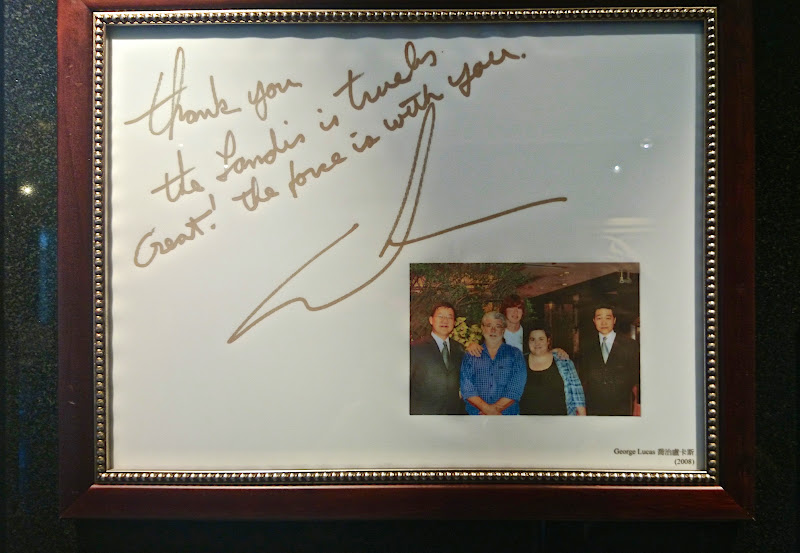 thank you
the Landis is truely
Great! the force is with you.
George Lucas 喬治盧卡斯
(2008)